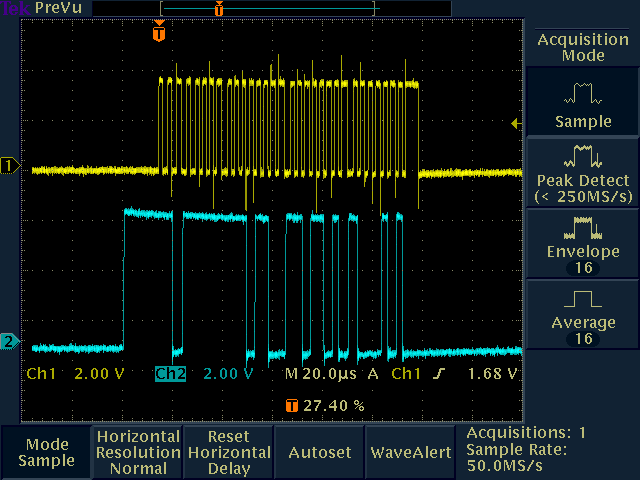 Tek PreVu
T
T
Acquisition
Mode
Sample
1
Peak Detect
(< 250MS/s)
Envelope
16
2
Average
16
Ch1 2.00 V Ch2 2.00 V M 20.0µs A Ch1 1.68 V
T 27.40 %
Mode
Sample
Horizontal
Resolution
Normal
Reset
Horizontal
Delay
Autoset
WaveAlert
Acquisitions: 1
Sample Rate:
50.0MS/s